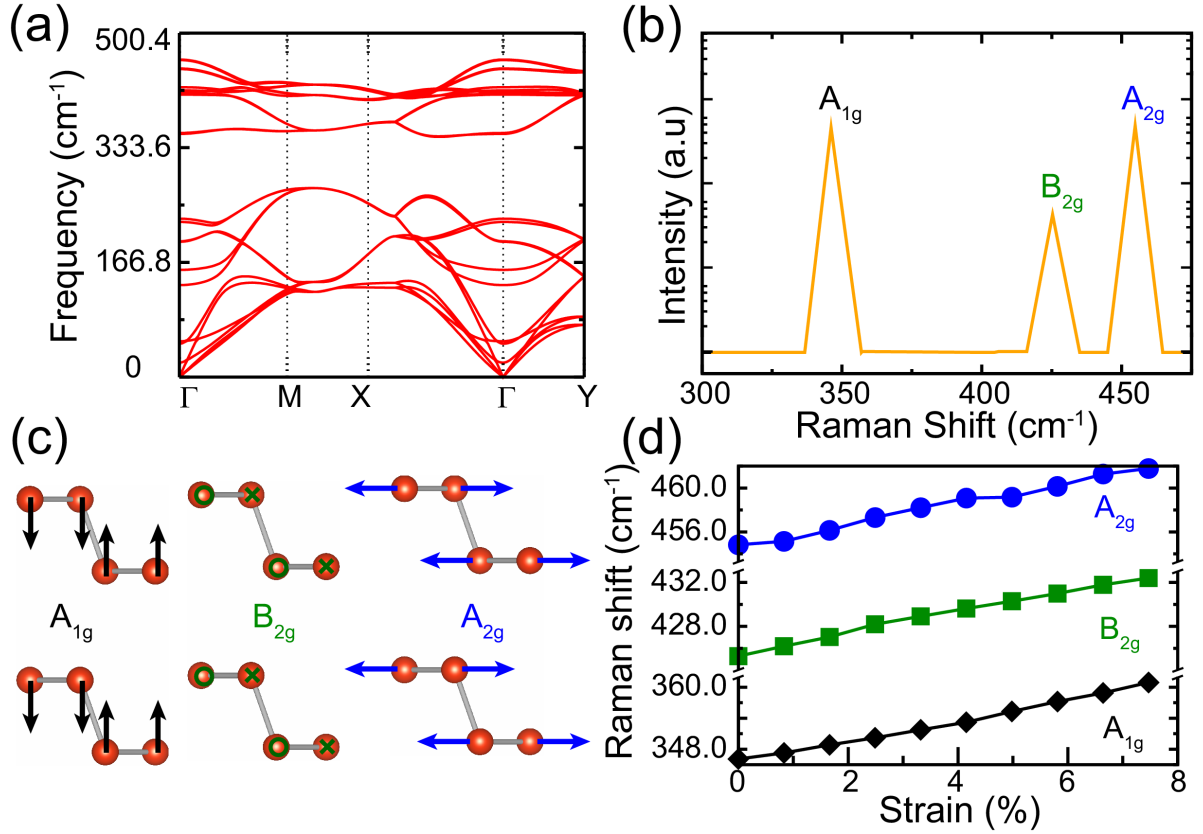 (a)
500.4
333.6
166.8
0
Frequency (cm-1)
Γ M X Γ Y
(b)
A1g
B2g
A2g
Intensity (a.u)
300 350 400 450
Raman Shift (cm-1)
(c)
A1g
B2g
A2g
(d)
460.0
456.0
432.0
428.0
360.0
348.0
A2g
B2g
A1g
Raman shift (cm-1)
0 2 4 6 8
Strain (%)